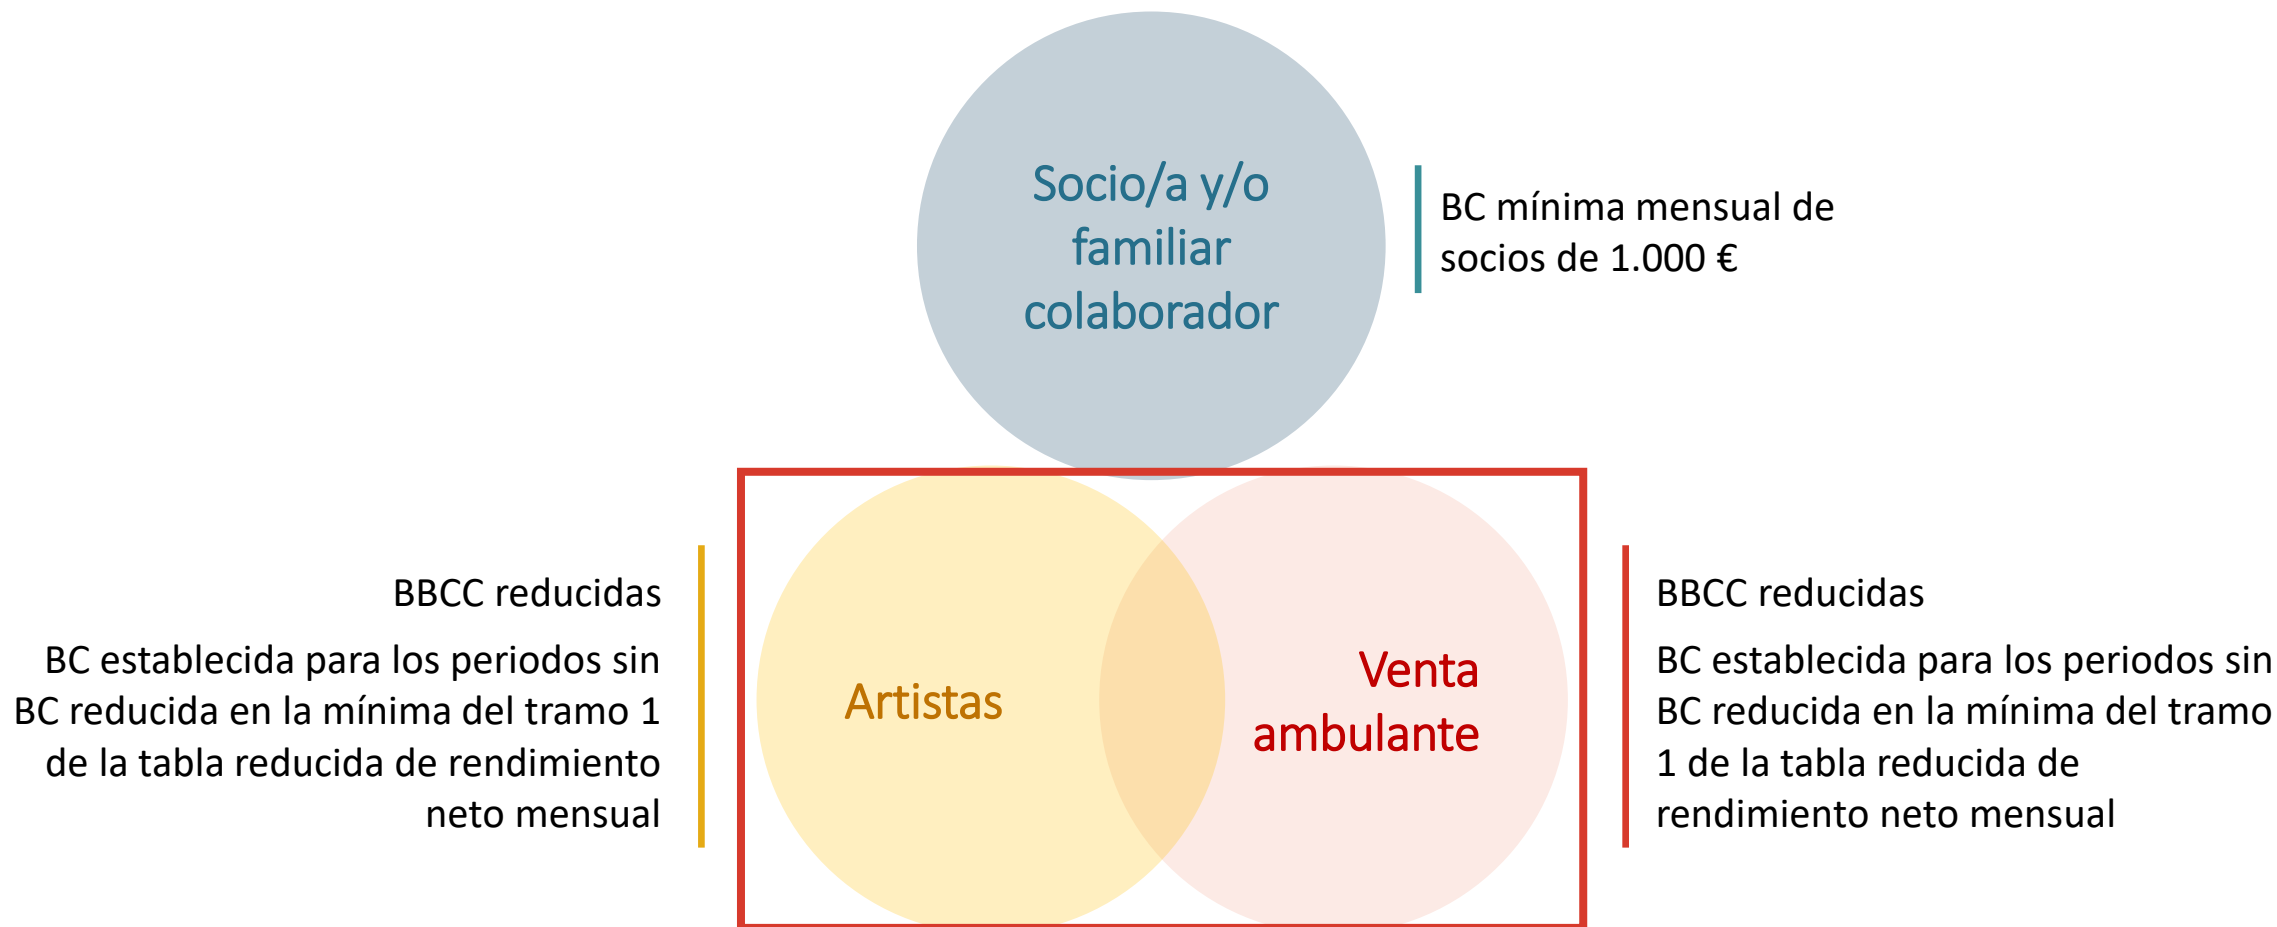 Socio/a y/o
familiar
colaborador
BC mínima mensual de
socios de 1.000 €
BBCC reducidas
BC establecida para los periodos sin
BC reducida en la mínima del tramo 1
de la tabla reducida de rendimiento
neto mensual
Artistas
Venta
ambulante
BBCC reducidas
BC establecida para los periodos sin
BC reducida en la mínima del tramo
1 de la tabla reducida de
rendimiento neto mensual